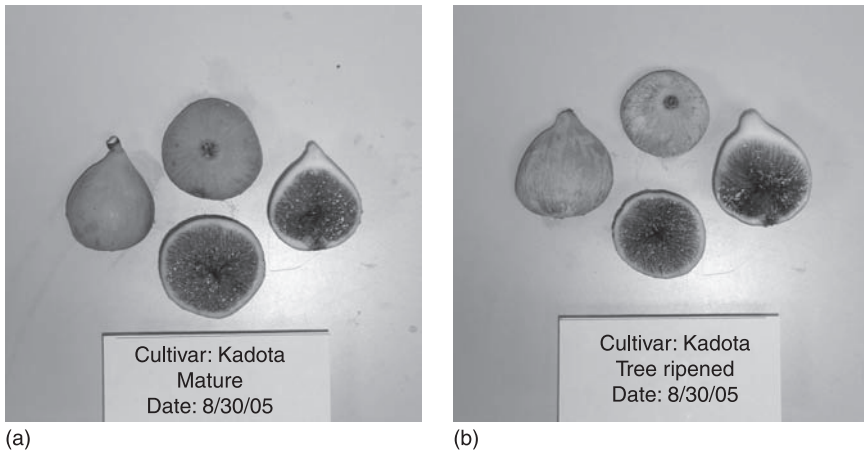 Cultivar: Kadota
Mature
Date: 8/30/05
(a)
Cultivar: Kadota
Tree ripened
Date: 8/30/05
(b)